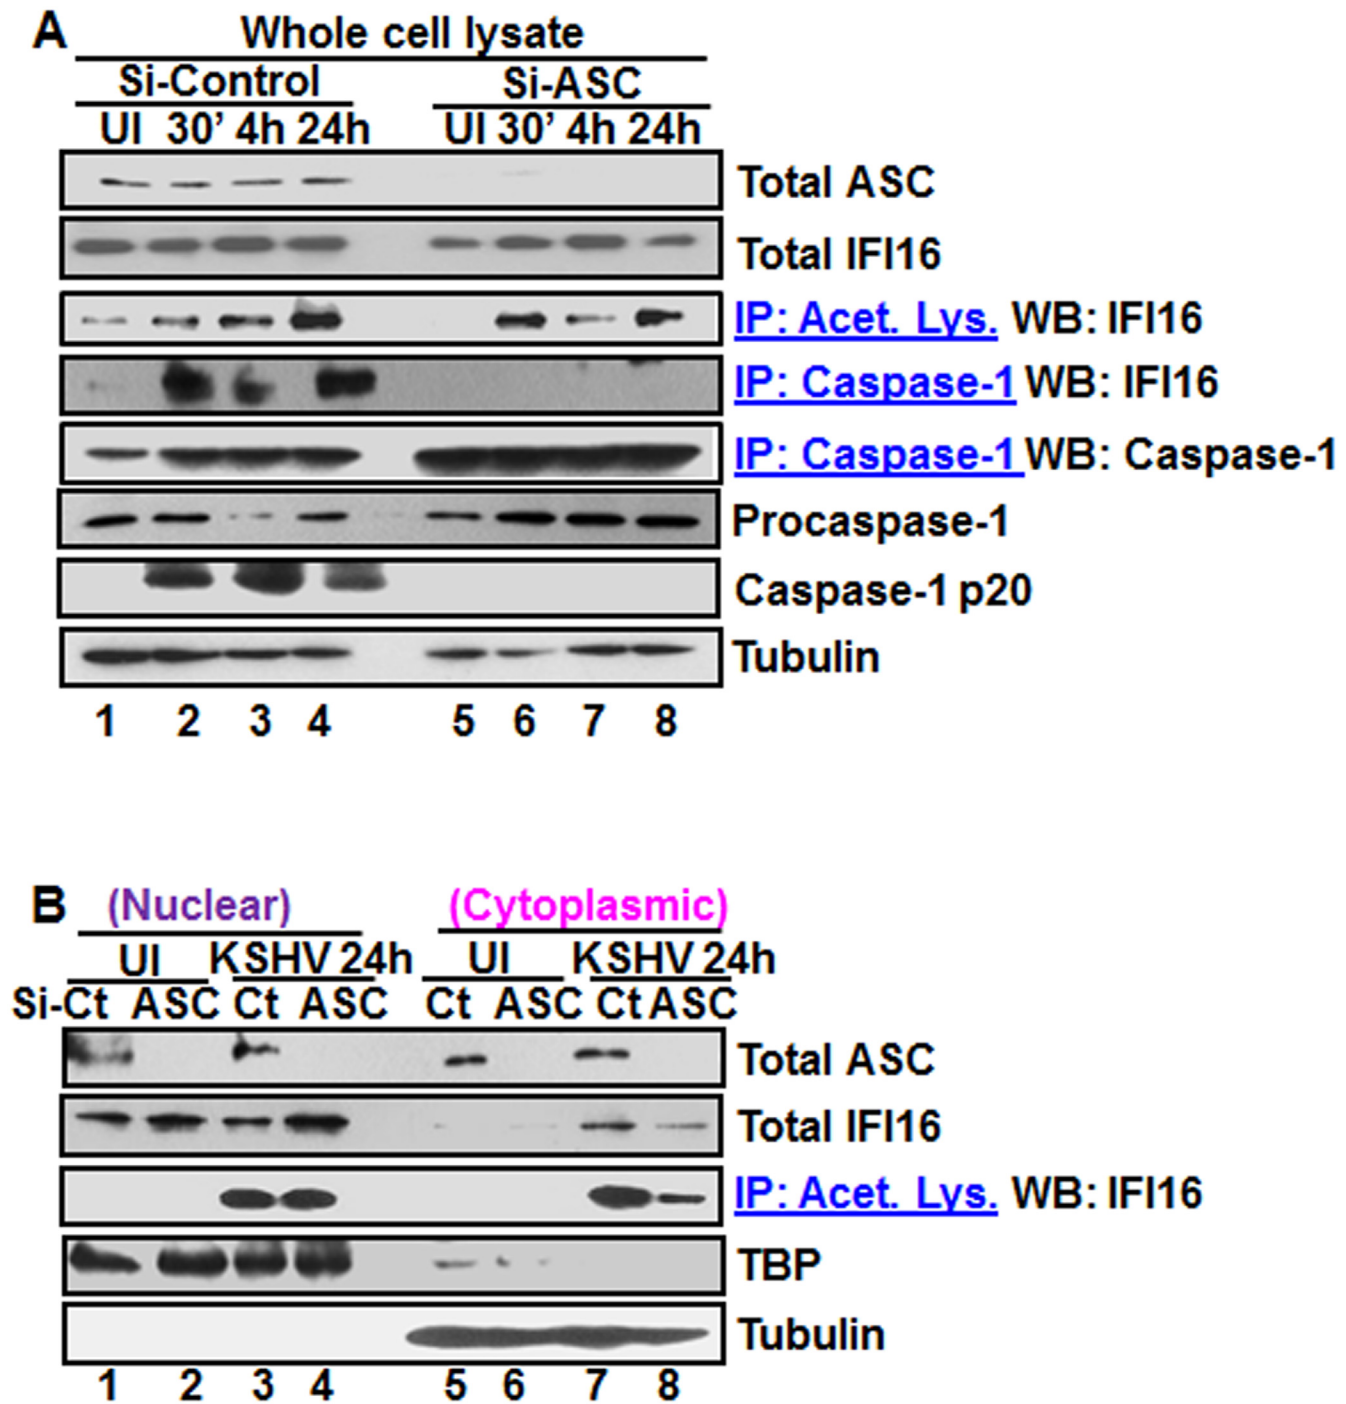 A Whole cell lysate
Si-Control Si-ASC
UI 30’ 4h 24h UI 30’ 4h 24h
Total ASC
Total IFI16
IP: Acet. Lys. WB: IFI16
IP: Caspase-1 WB: IFI16
IP: Caspase-1 WB: Caspase-1
Procaspase-1
Caspase-1 p20
Tubulin
1 2 3 4 5 6 7 8
B (Nuclear) (Cytoplasmic)
UI KSHV 24h UI KSHV 24h
Si-Ct ASC Ct ASC Ct ASC Ct ASC
Total ASC
Total IFI16
IP: Acet. Lys. WB: IFI16
TBP
Tubulin
1 2 3 4 5 6 7 8